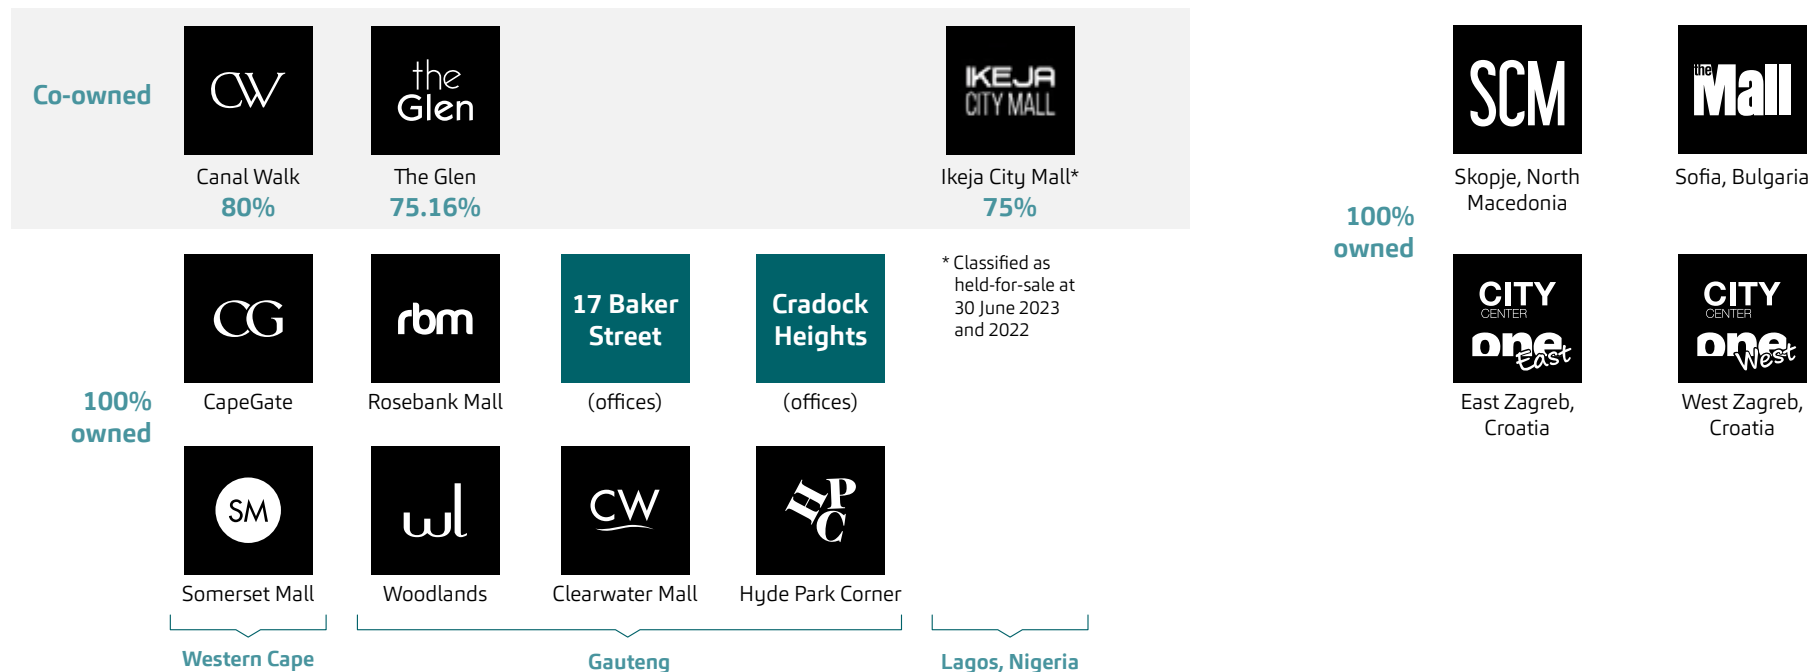 Co-owned
CW
Canal Walk
80%
the
Glen
The Glen
75.16%
IKEJA
CITY MALL
Ikeja City Mall*
75%
* Classified as
held-for-sale at
30 June 2023
and 2022
100%
owned
CG
CapeGate
rbm
Rosebank Mall
17 Baker
Street
(offices)
Cradock
Heights
(offices)
SM
Somerset Mall
wl
Woodlands
CW
Clearwater Mall
HPC
Hyde Park Corner
Western Cape
Gauteng
Lagos, Nigeria
100%
owned
SCM
Skopje, North
Macedonia
the
Mall
Sofia, Bulgaria
CITY
CENTER
one
East
East Zagreb,
Croatia
CITY
CENTER
one
West
West Zagreb,
Croatia